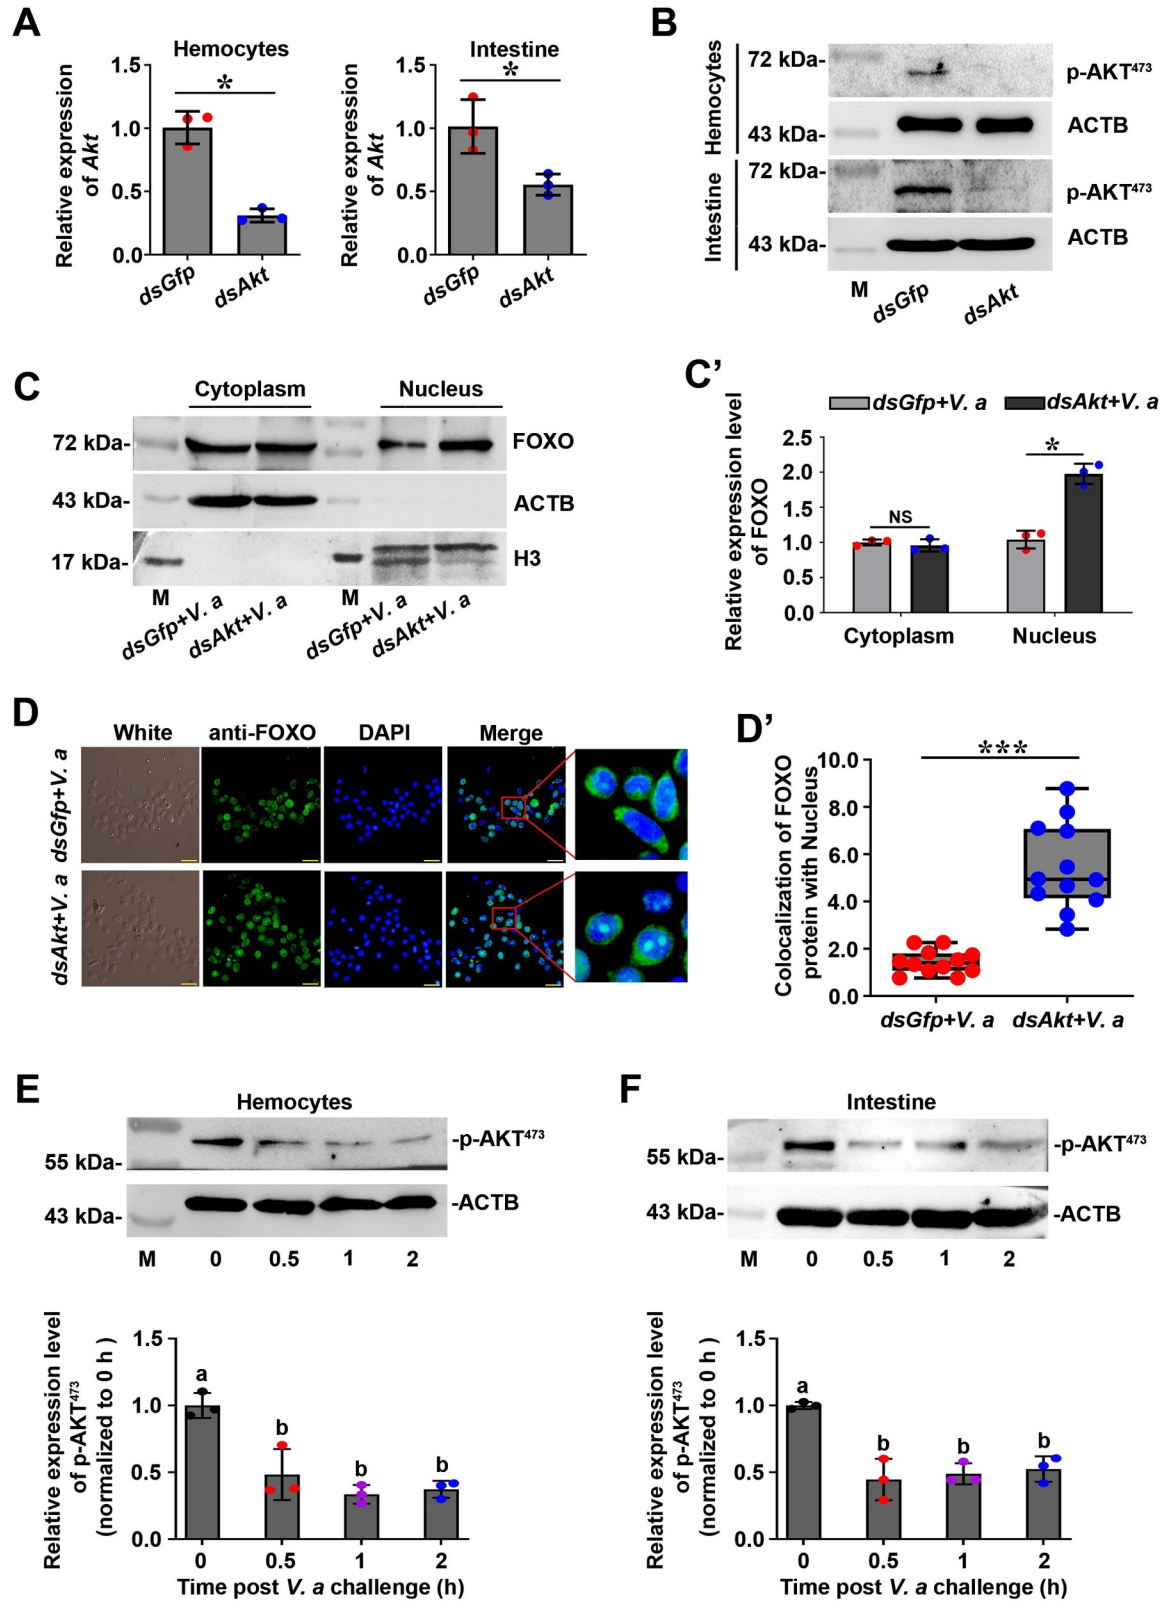 A
Hemocytes
Relative expression
of Akt
1.5
1.0
0.5
0.0
*
dsGfp
dsAkt
Intestine
Relative expression
of Akt
1.5
1.0
0.5
0.0
*
dsGfp
dsAkt
B
Hemocytes
72 kDa-
p-AKT⁴⁷³
43 kDa-
ACTB
Intestine
72 kDa-
p-AKT⁴⁷³
43 kDa-
ACTB
M
dsGfp
dsAkt
C
Cytoplasm
Nucleus
72 kDa-
FOXO
43 kDa-
ACTB
17 kDa-
H3
M
dsGfp+V. a
dsAkt+V. a
M
dsGfp+V. a
dsAkt+V. a
C’
dsGfp+V. a
dsAkt+V. a
Relative expression level
of FOXO
2.5
2.0
1.5
1.0
0.5
0.0
NS
*
Cytoplasm
Nucleus
D
White
anti-FOXO
DAPI
Merge
dsGfp+V. a
dsAkt+V. a
D’
Colocalization of FOXO
protein with Nucleus
10.0
8.0
6.0
4.0
2.0
0.0
***
dsGfp+V. a
dsAkt+V. a
E
Hemocytes
-p-AKT⁴⁷³
55 kDa-
-ACTB
43 kDa-
M
0
0.5
1
2
Relative expression level
of p-AKT⁴⁷³
(normalized to 0 h )
1.5
1.0
0.5
0.0
a
b
b
b
0
0.5
1
2
Time post V. a challenge (h)
F
Intestine
-p-AKT⁴⁷³
55 kDa-
43 kDa-
-ACTB
M
0
0.5
1
2
Relative expression level
of p-AKT⁴⁷³
(normalized to 0 h )
1.5
1.0
0.5
0.0
a
b
b
b
0
0.5
1
2
Time post V. a challenge (h)